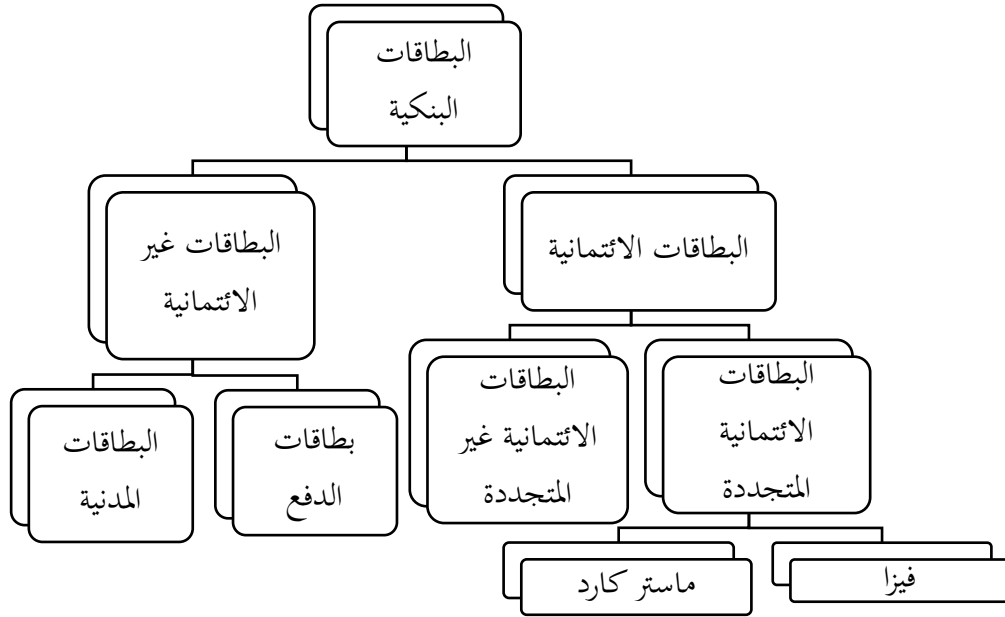 البطاقات
البنكية
البطاقات الائتمانية
البطاقات غير
الائتمانية
البطاقات
الائتمانية
المتجددة
البطاقات
الائتمانية غير
المتجددة
بطاقات
الدفع
البطاقات
المدنية
فيزا
ماستر كارد